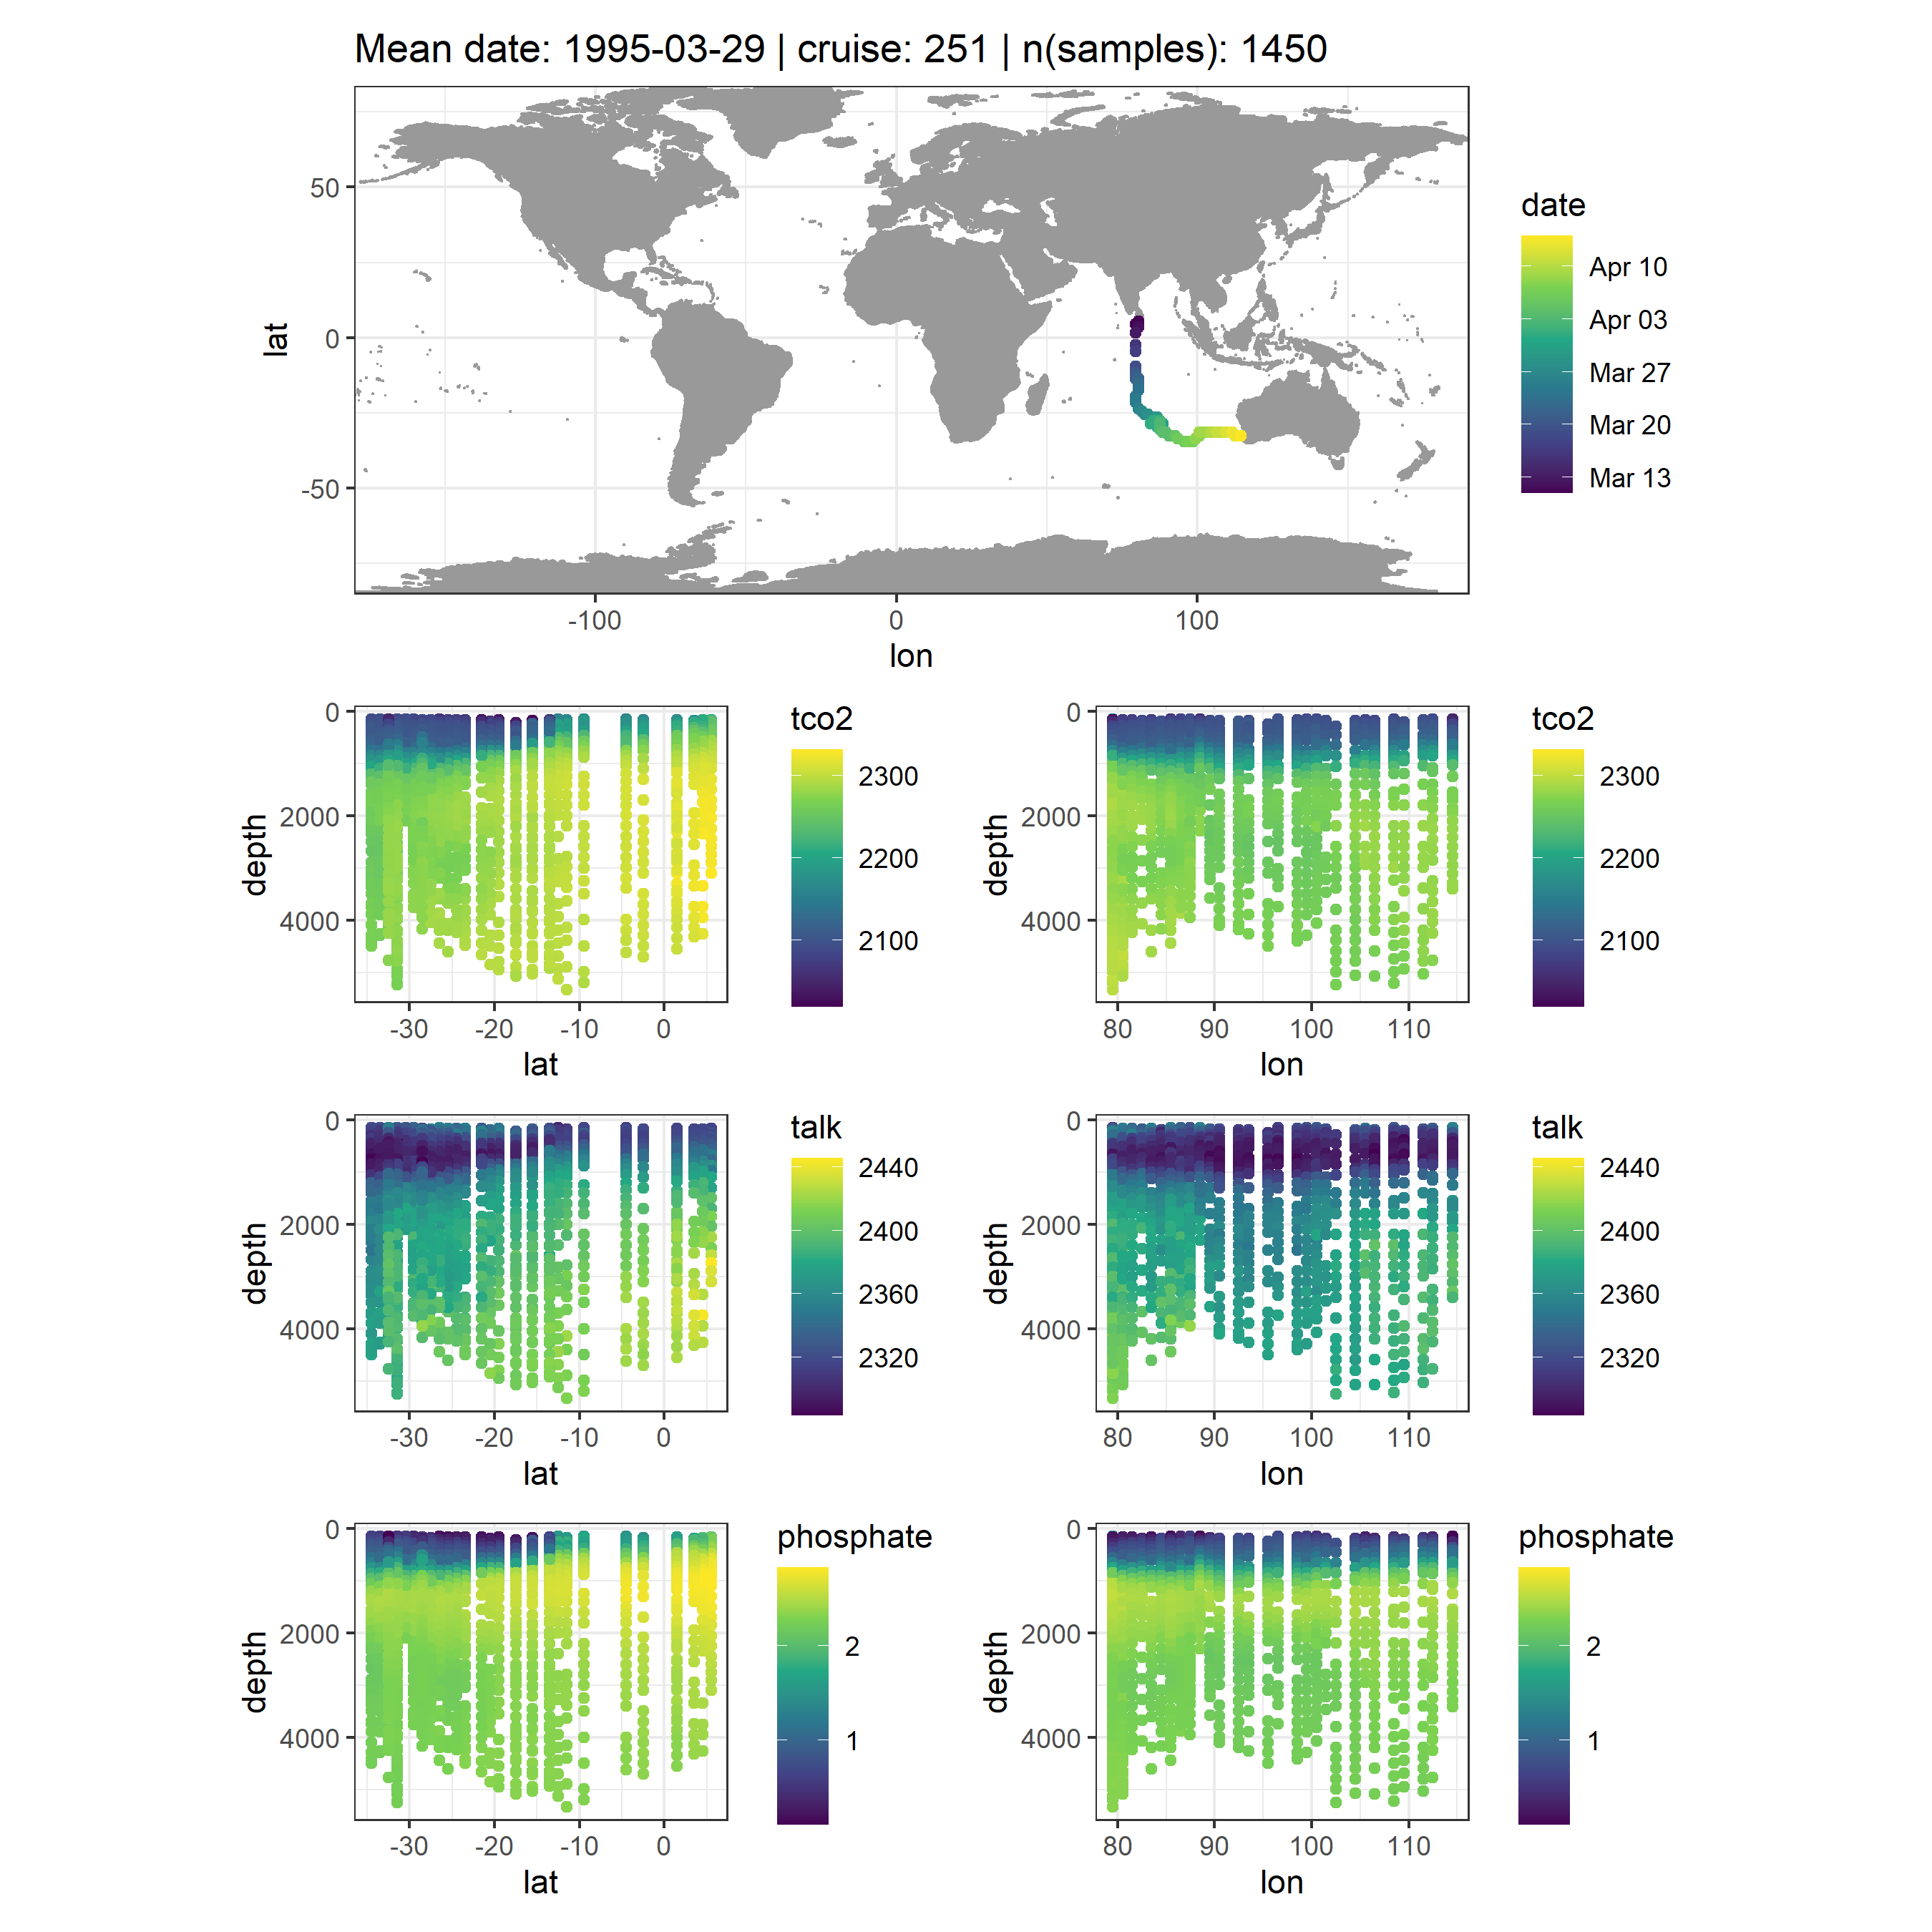 Mean date: 1995-03-29 | cruise: 251 | n(samples): 1450
50
0
-50
lat
-100
0
100
lon
date
Apr 10
Apr 03
Mar 27
Mar 20
Mar 13
0
2000
4000
depth
-30
-20
-10
0
lat
tco2
2300
2200
2100
0
2000
4000
depth
80
90
100
110
lon
tco2
2300
2200
2100
0
2000
4000
depth
-30
-20
-10
0
lat
talk
2440
2400
2360
2320
0
2000
4000
depth
80
90
100
110
lon
talk
2440
2400
2360
2320
0
2000
4000
depth
-30
-20
-10
0
lat
phosphate
2
1
0
2000
4000
depth
80
90
100
110
lon
phosphate
2
1